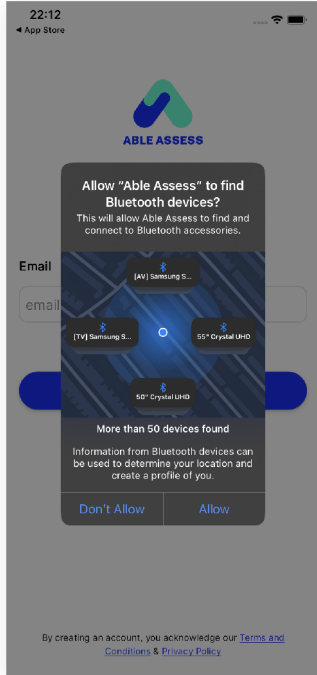 22:12
◀ App Store
ABLE ASSESS
Allow “Able Assess” to find
Bluetooth devices?
This will allow Able Assess to find and
connect to Bluetooth accessories.
[AV] Samsung S...
[TV] Samsung S...
55" Crystal UHD
50" Crystal UHD
More than 50 devices found
Information from Bluetooth devices can
be used to determine your location and
create a profile of you.
Don't Allow
Allow
Email
email
By creating an account, you acknowledge our Terms and
Conditions & Privacy Policy